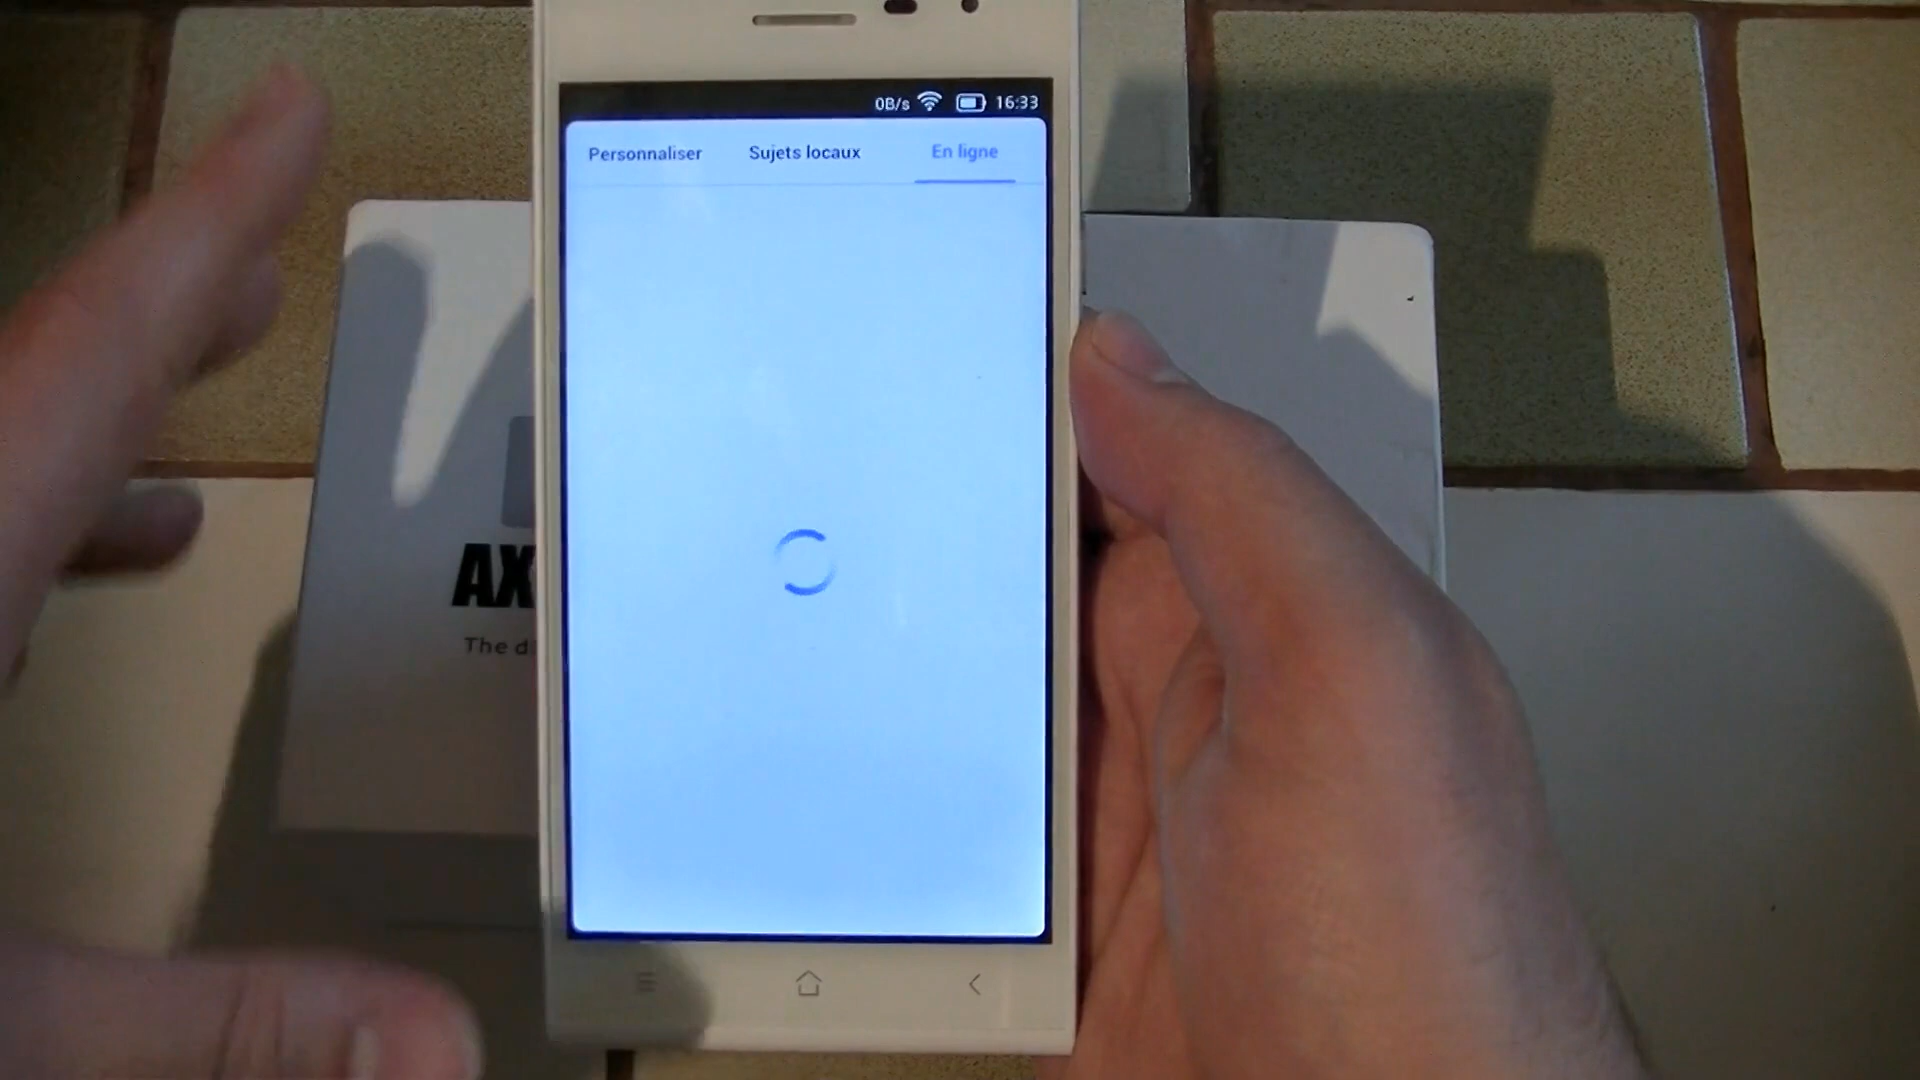 0B/s 16:33
Personnaliser Sujets locaux En ligne
AX
The d